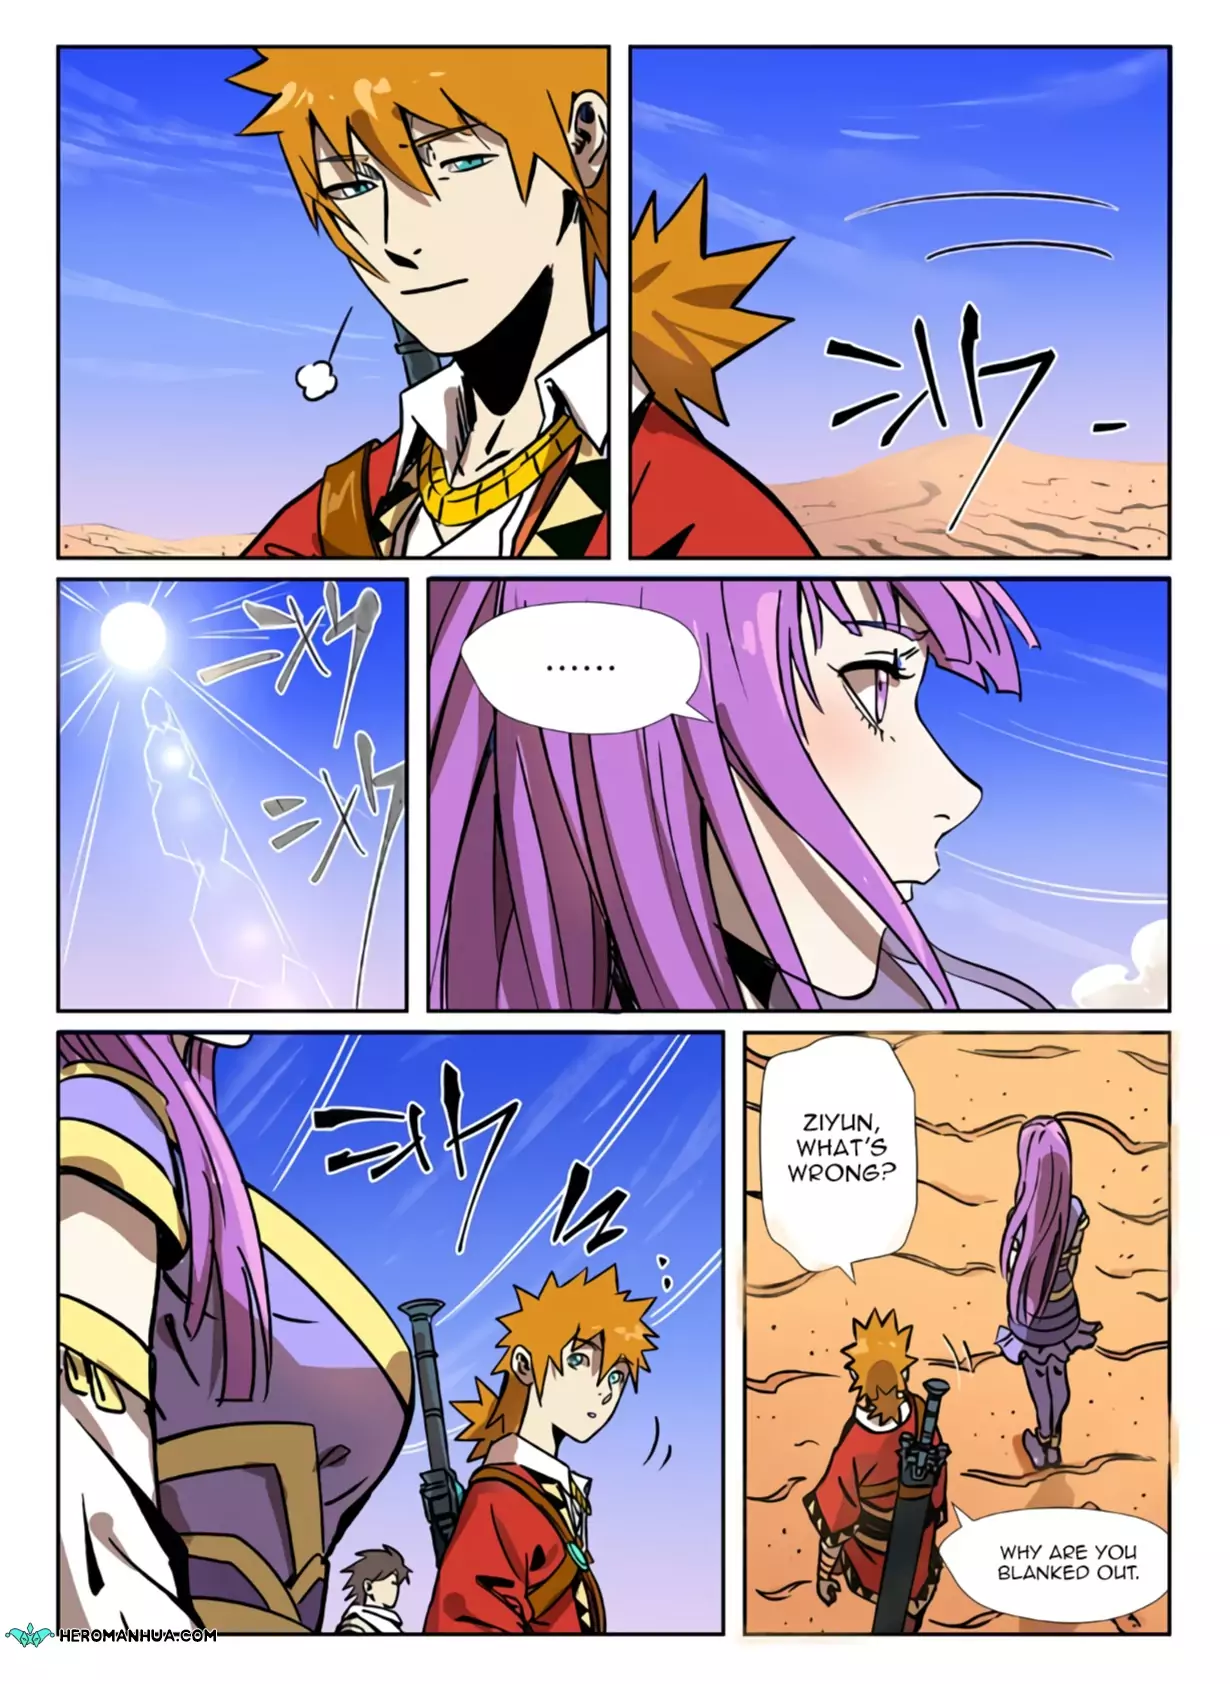 ......
ZIYUN,
WHAT'S
WRONG?
WHY ARE YOU
BLANKED OUT.
HEROMANHUA.COM